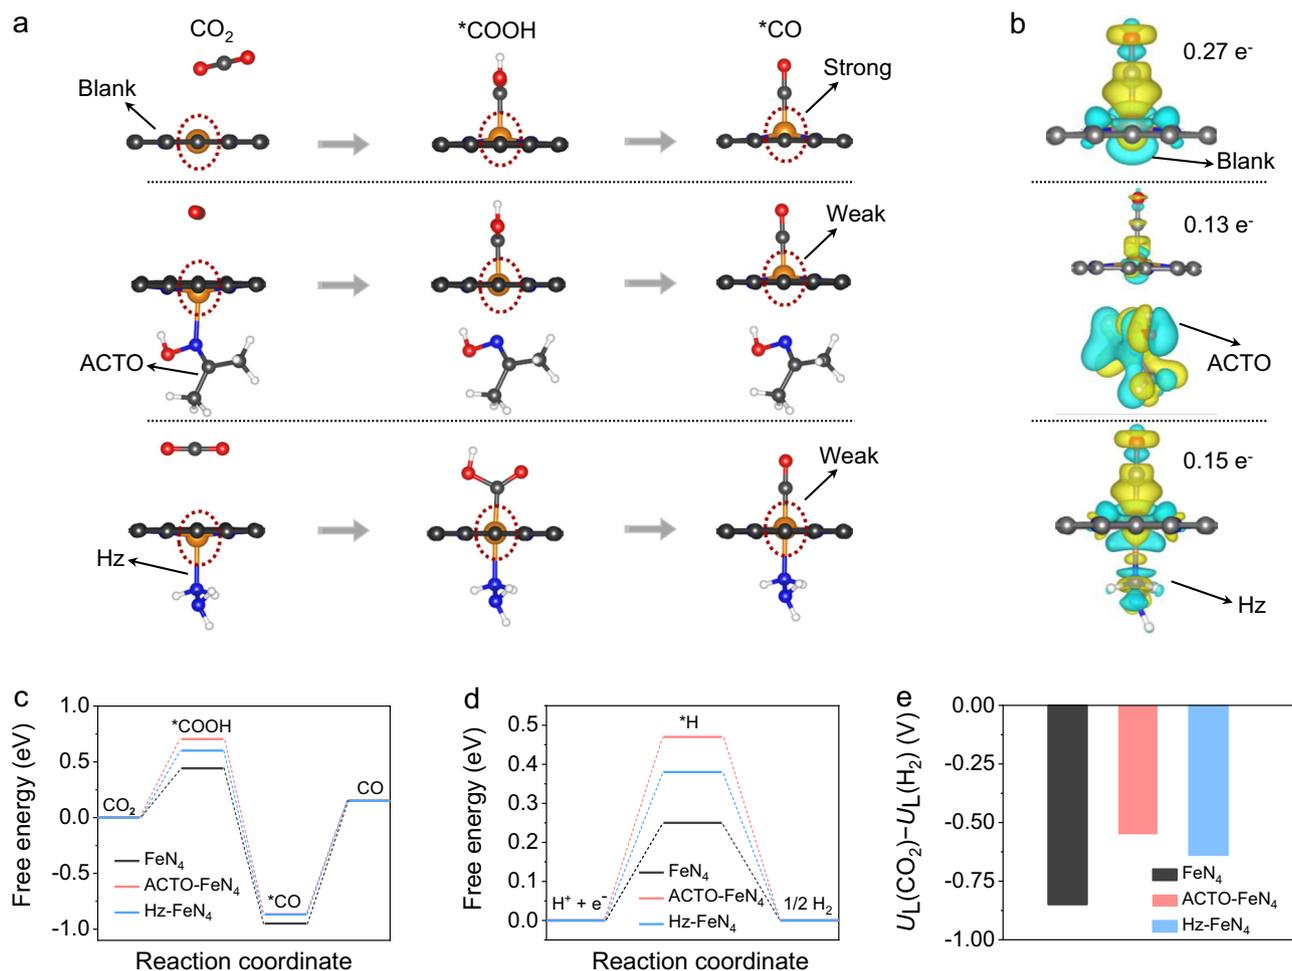 a
CO₂
*COOH
*CO
b
Blank
Strong
0.27 e⁻
Blank
Weak
0.13 e⁻
ACTO
ACTO
Weak
0.15 e⁻
Hz
Hz
c
1.0
0.5
0.0
-0.5
-1.0
Free energy (eV)
*COOH
CO₂
CO
*CO
FeN₄
ACTO-FeN₄
Hz-FeN₄
Reaction coordinate
d
0.5
0.4
0.3
0.2
0.1
0.0
Free energy (eV)
*H
H⁺ + e⁻
1/2 H₂
FeN₄
ACTO-FeN₄
Hz-FeN₄
Reaction coordinate
e
0.00
-0.25
-0.50
-0.75
-1.00
U_L(CO₂)−U_L(H₂) (V)
FeN₄
ACTO-FeN₄
Hz-FeN₄